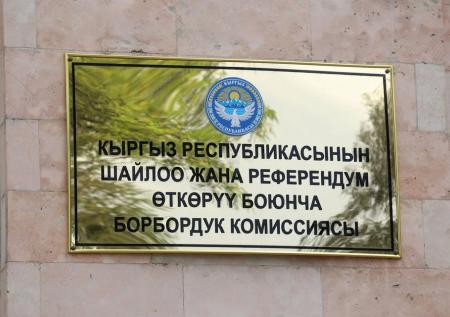 КЫРГЫЗ РЕСПУБЛИКАСЫНЫН
ШАЙЛОО ЖАНА РЕФЕРЕНДУМ
ӨТКӨРҮҮ БОЮНЧА
БОРБОРДУК КОМИССИЯСЫ